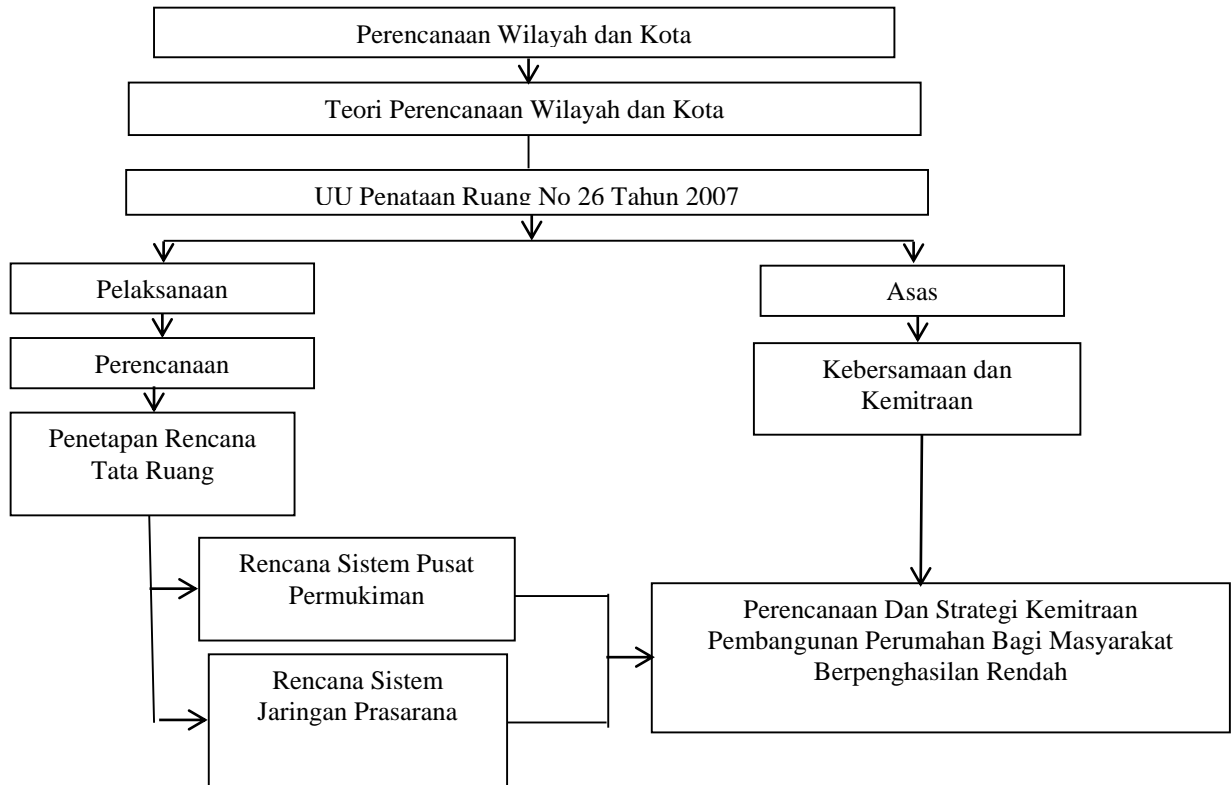 Perencanaan Wilayah dan Kota
Teori Perencanaan Wilayah dan Kota
UU Penataan Ruang No 26 Tahun 2007
Pelaksanaan
Asas
Perencanaan
Kebersamaan dan
Kemitraan
Penetapan Rencana
Tata Ruang
Rencana Sistem Pusat
Permukiman
Perencanaan Dan Strategi Kemitraan
Pembangunan Perumahan Bagi Masyarakat
Berpenghasilan Rendah
Rencana Sistem
Jaringan Prasarana